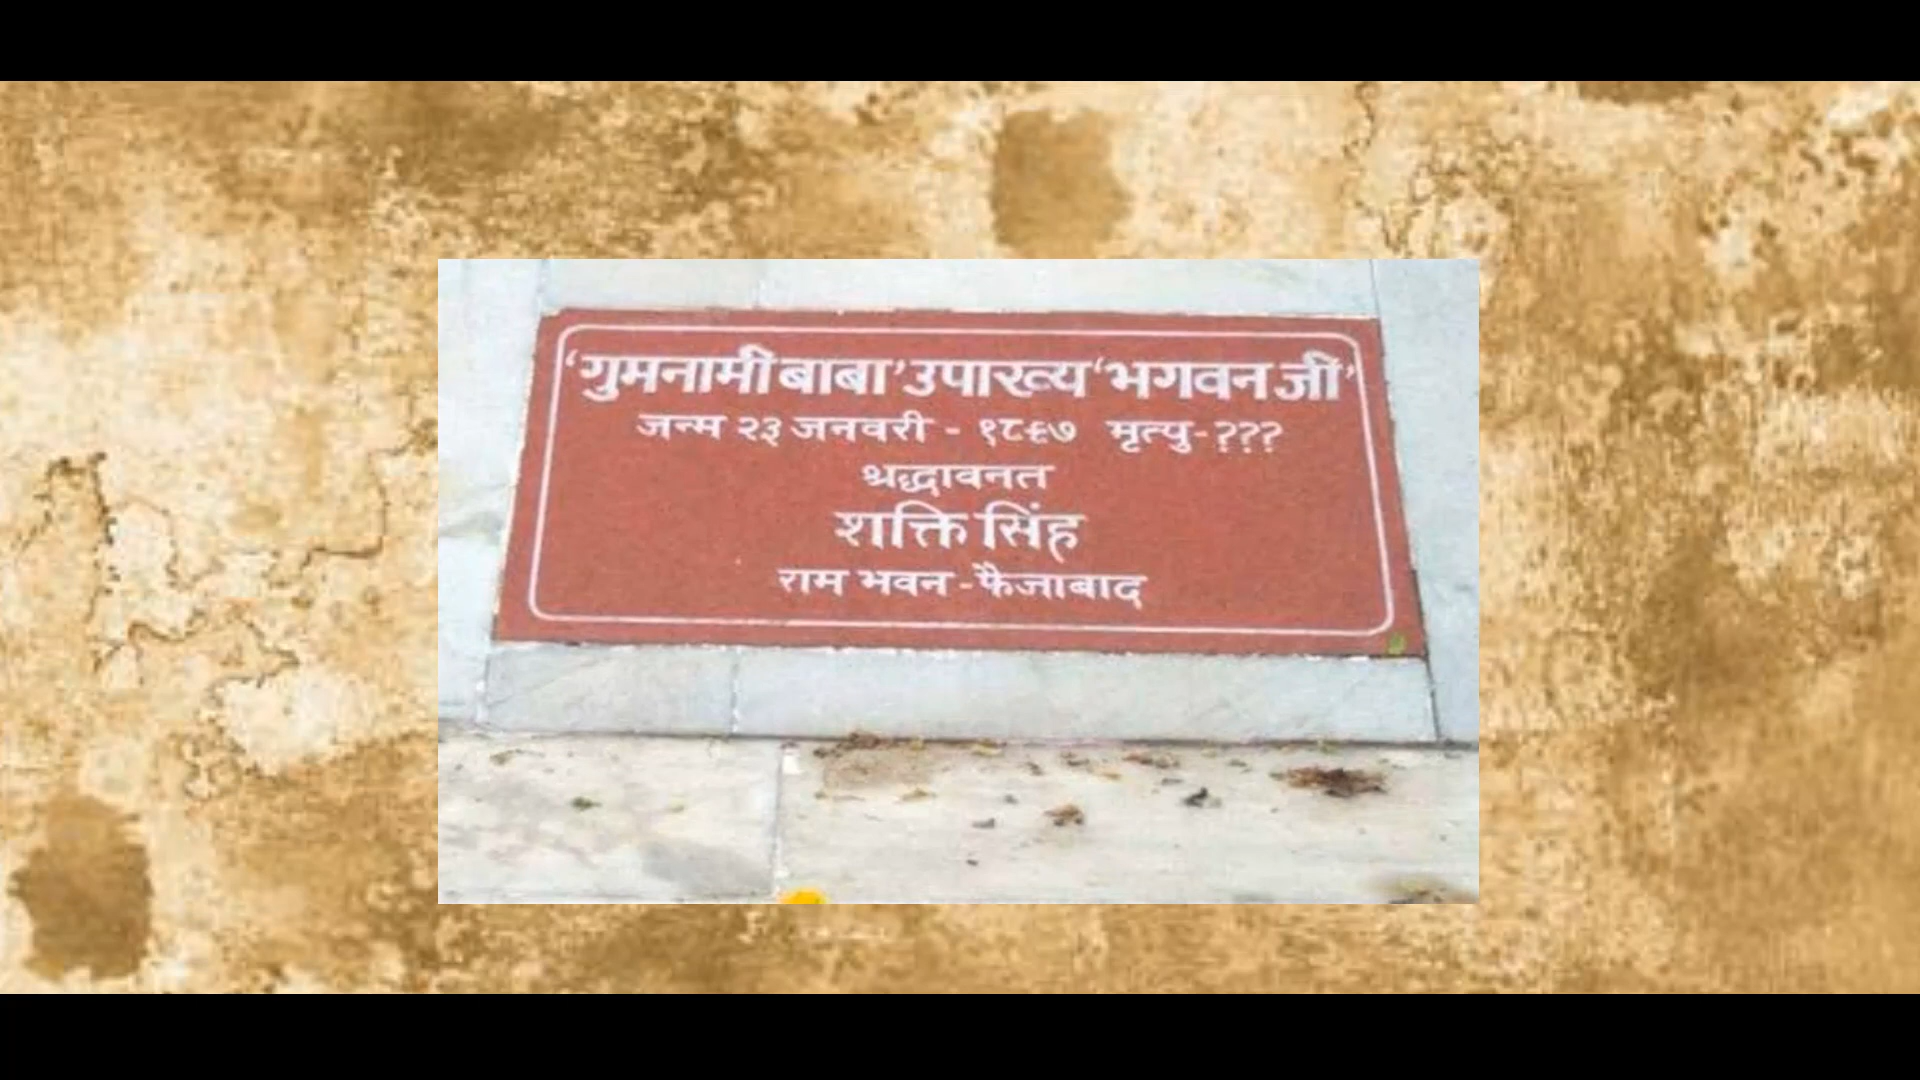 ‘गुमनामी बाबा’ उपाख्य ‘भगवन जी’
जन्म २३ जनवरी - १८९७ मृत्यु-???
श्रद्धावनत
शक्ति सिंह
राम भवन -फैजाबाद